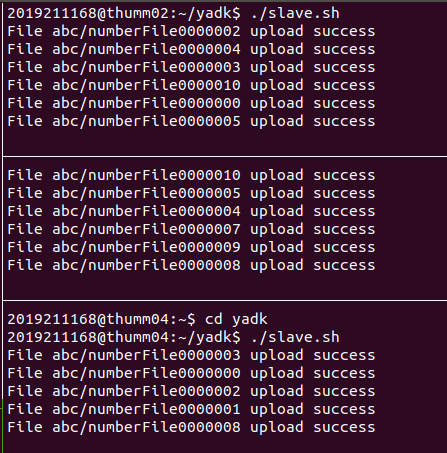 2019211168@thumm02:~/yadk$ ./slave.sh
File abc/numberFile0000002 upload success
File abc/numberFile0000004 upload success
File abc/numberFile0000003 upload success
File abc/numberFile0000010 upload success
File abc/numberFile0000000 upload success
File abc/numberFile0000005 upload success
File abc/numberFile0000010 upload success
File abc/numberFile0000005 upload success
File abc/numberFile0000004 upload success
File abc/numberFile0000007 upload success
File abc/numberFile0000009 upload success
File abc/numberFile0000008 upload success
2019211168@thumm04:~$ cd yadk
2019211168@thumm04:~/yadk$ ./slave.sh
File abc/numberFile0000003 upload success
File abc/numberFile0000000 upload success
File abc/numberFile0000002 upload success
File abc/numberFile0000001 upload success
File abc/numberFile0000008 upload success